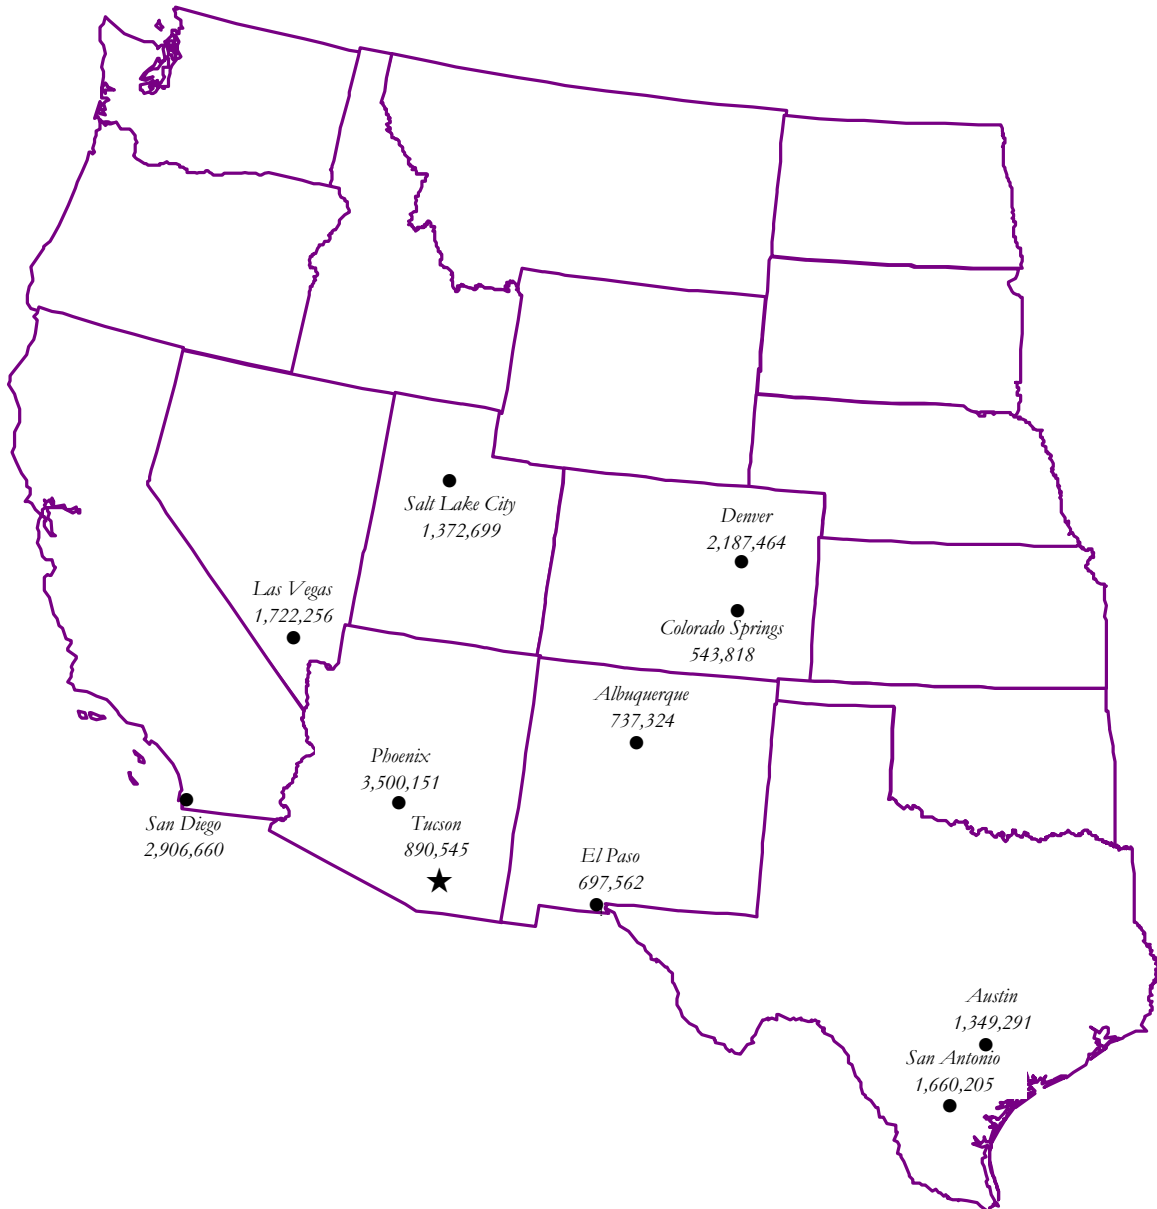 Salt Lake City
1,372,699
Denver
2,187,464
Las Vegas
1,722,256
Colorado Springs
543,818
Albuquerque
737,324
Phoenix
3,500,151
San Diego
2,906,660
Tucson
890,545
El Paso
697,562
Austin
1,349,291
San Antonio
1,660,205